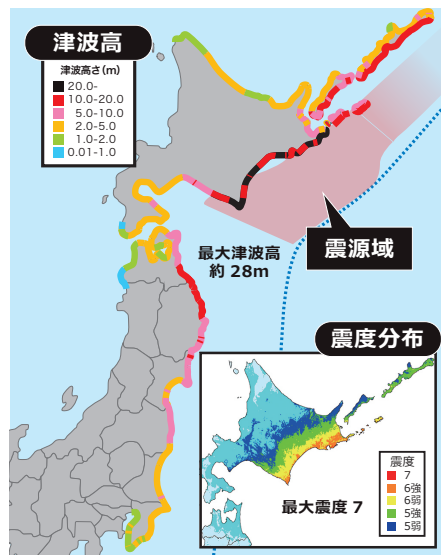 津波高
津波高さ(m)
20.0-
10.0-20.0
5.0-10.0
2.0-5.0
1.0-2.0
0.01-1.0
最大津波高
約28m
震源域
震度分布
震度
7
6強
6弱
5強
5弱
最大震度 7